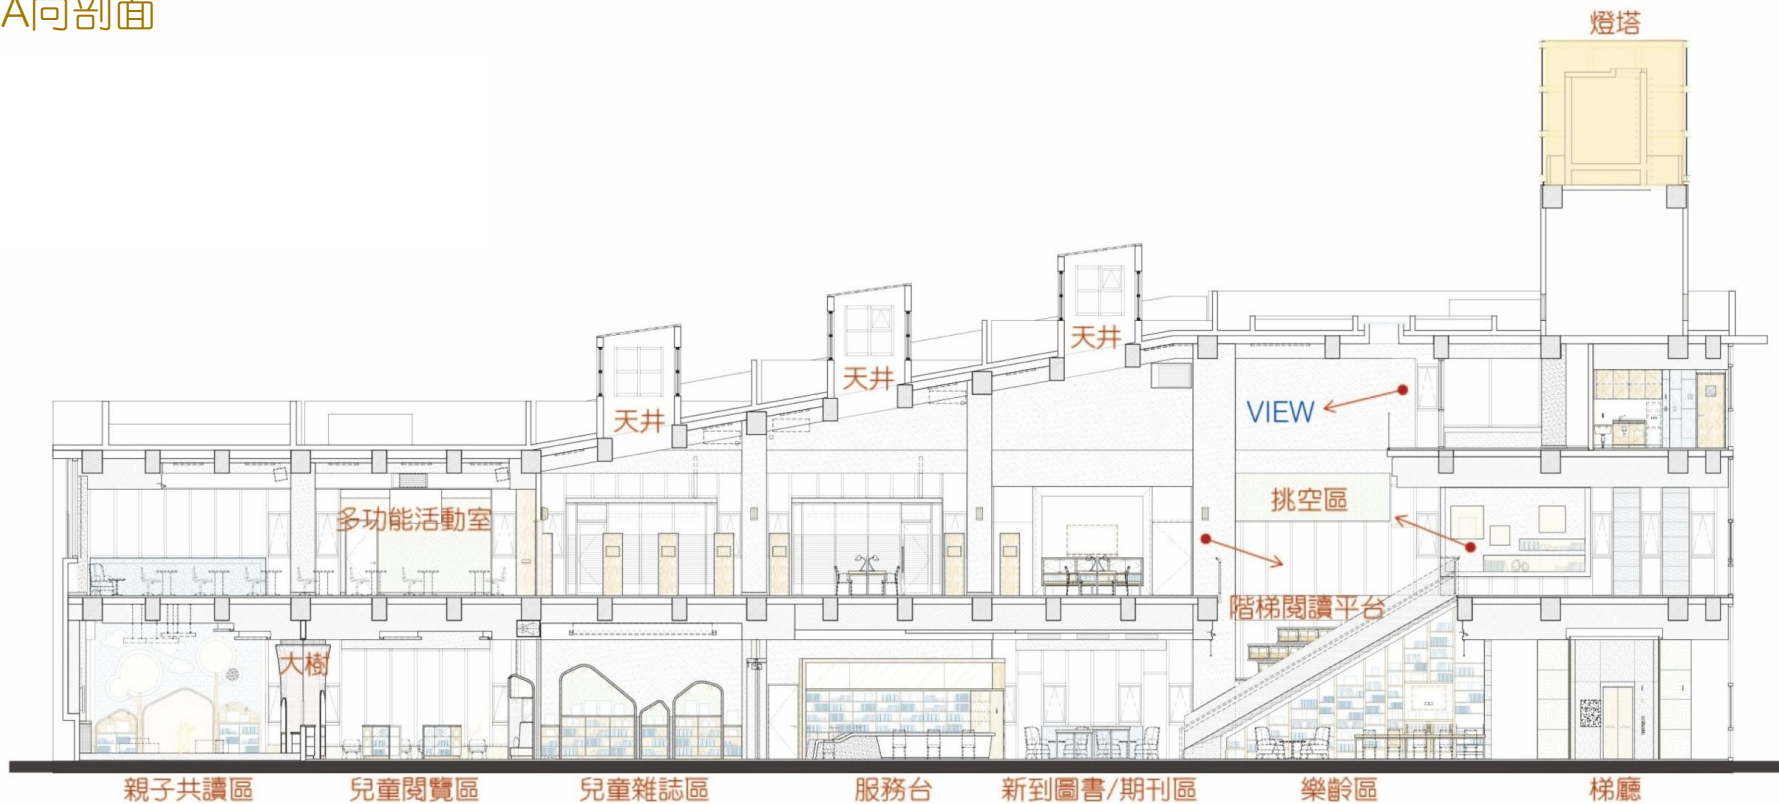 A向剖面
燈塔
天井
天井
天井
VIEW
挑空區
多功能活動室
階梯閱讀平台
大樹
親子共讀區
兒童閱覽區
兒童雜誌區
服務台
新到圖書/期刊區
樂齡區
梯廳